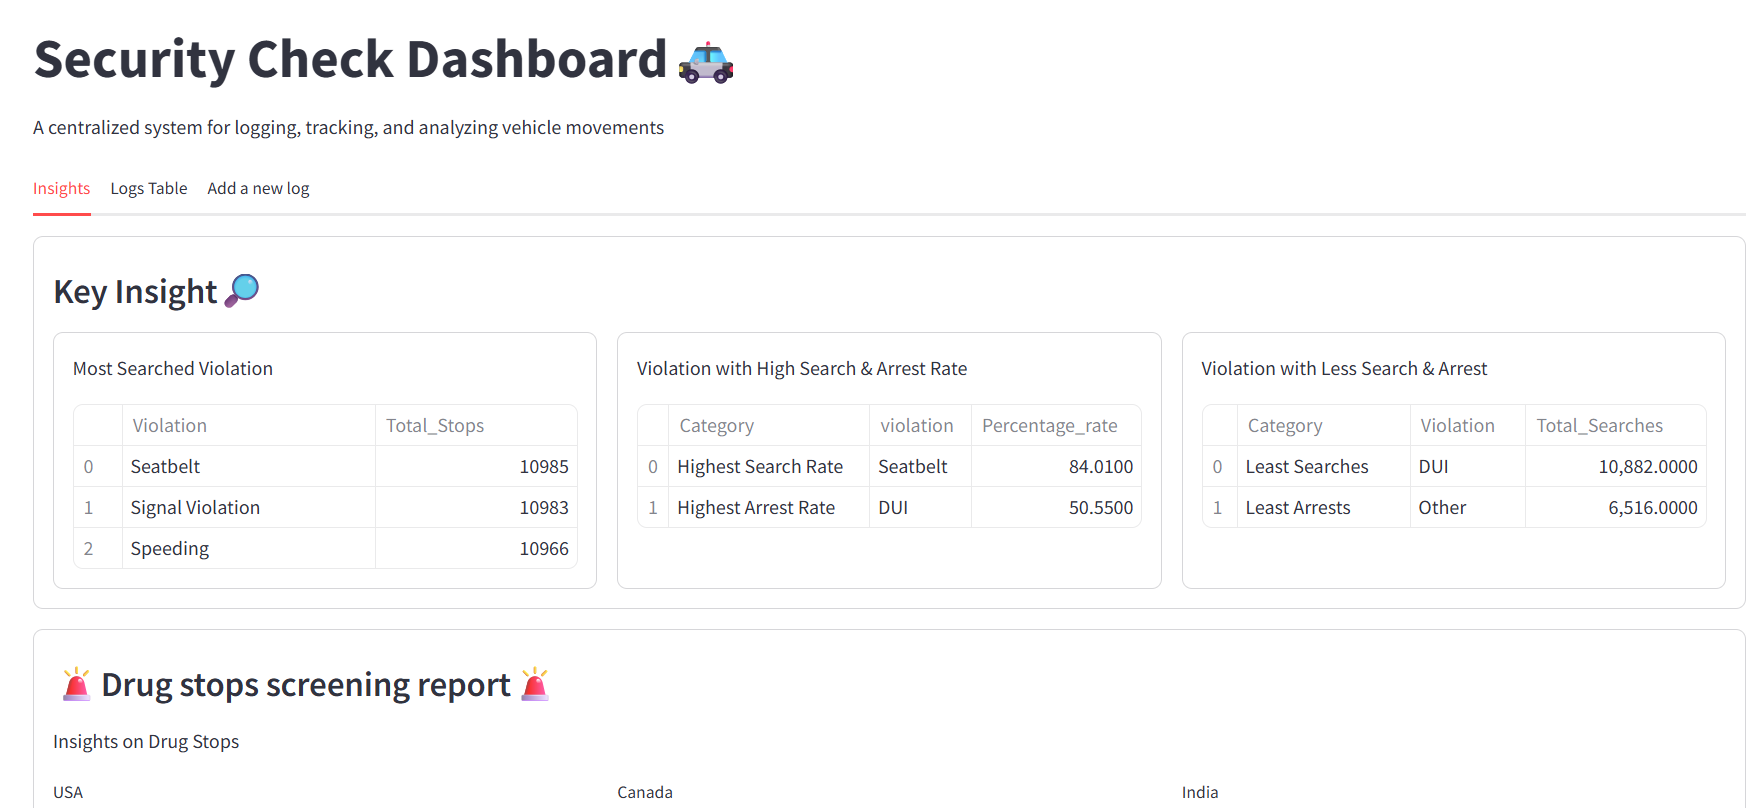 Security Check Dashboard
A centralized system for logging, tracking, and analyzing vehicle movements
Insights Logs Table Add a new log
Key Insight
Most Searched Violation
Violation Total_Stops
0 Seatbelt 10985
1 Signal Violation 10983
2 Speeding 10966
Violation with High Search & Arrest Rate
Category violation Percentage_rate
0 Highest Search Rate Seatbelt 84.0100
1 Highest Arrest Rate DUI 50.5500
Violation with Less Search & Arrest
Category Violation Total_Searches
0 Least Searches DUI 10,882.0000
1 Least Arrests Other 6,516.0000
Drug stops screening report
Insights on Drug Stops
USA Canada India